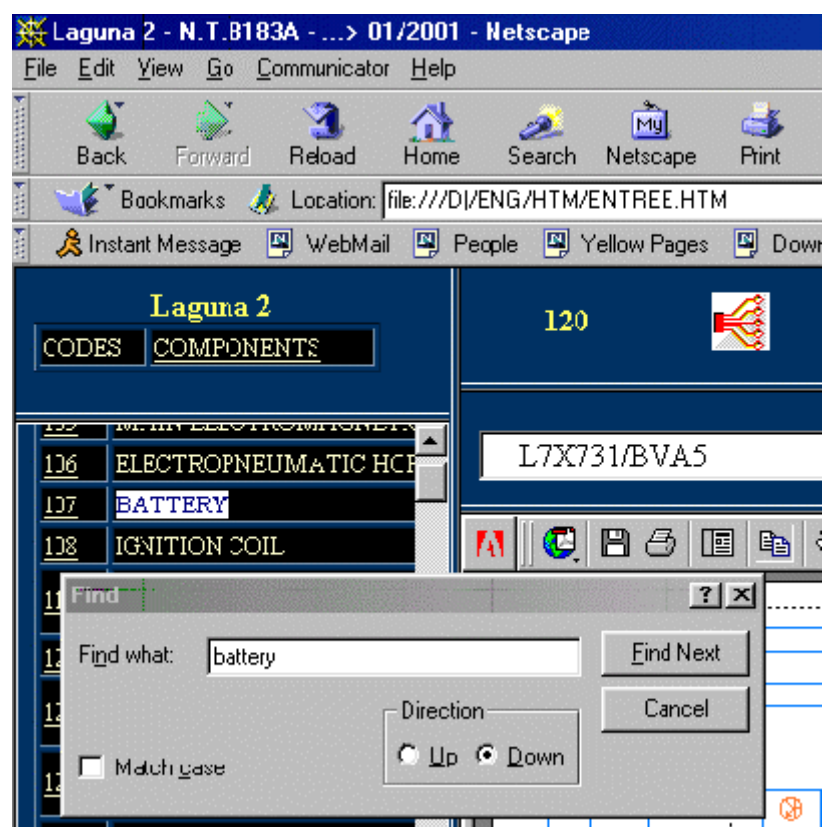 Laguna 2 - N.T.8183A - ...> 01/2001 - Netscape
File Edit View Go Communicator Help
Back Forward Reload Home Search Netscape Print
My
Bookmarks Location: file:///D|/ENG/HTM/ENTREE.HTM
Instant Message WebMail People Yellow Pages Down
Laguna 2
CODES COMPONENTS
120
L7X731/BVA5
106 ELECTROPNEUMATIC
107 BATTERY
108 IGNITION COIL
Find
Find what: battery
Find Next
Cancel
Direction
Up Down
Match case